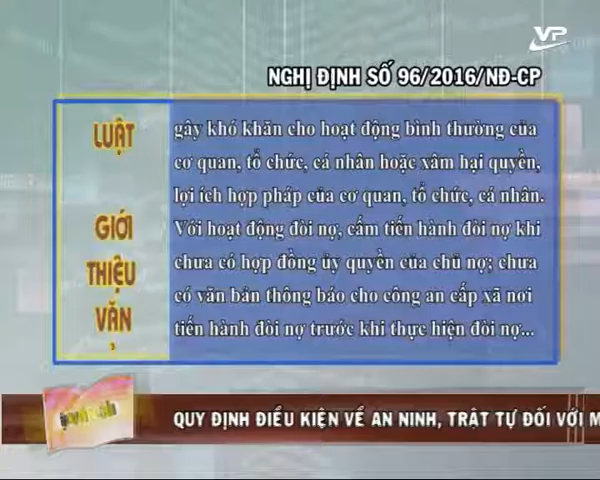 VP
NGHỊ ĐỊNH SỐ 96/2016/NĐ-CP
LUẬT
GIỚI
THIỆU
VĂN
gây khó khăn cho hoạt động bình thường của
cơ quan, tổ chức, cá nhân hoặc xâm hại quyền,
lợi ích hợp pháp của cơ quan, tổ chức, cá nhân.
Với hoạt động đòi nợ, cấm tiến hành đòi nợ khi
chưa có hợp đồng ủy quyền của chủ nợ; chưa
có văn bản thông báo cho công an cấp xã nơi
tiến hành đòi nợ trước khi thực hiện đòi nợ...
QUY ĐỊNH ĐIỀU KIỆN VỀ AN NINH, TRẬT TỰ ĐỐI VỚI